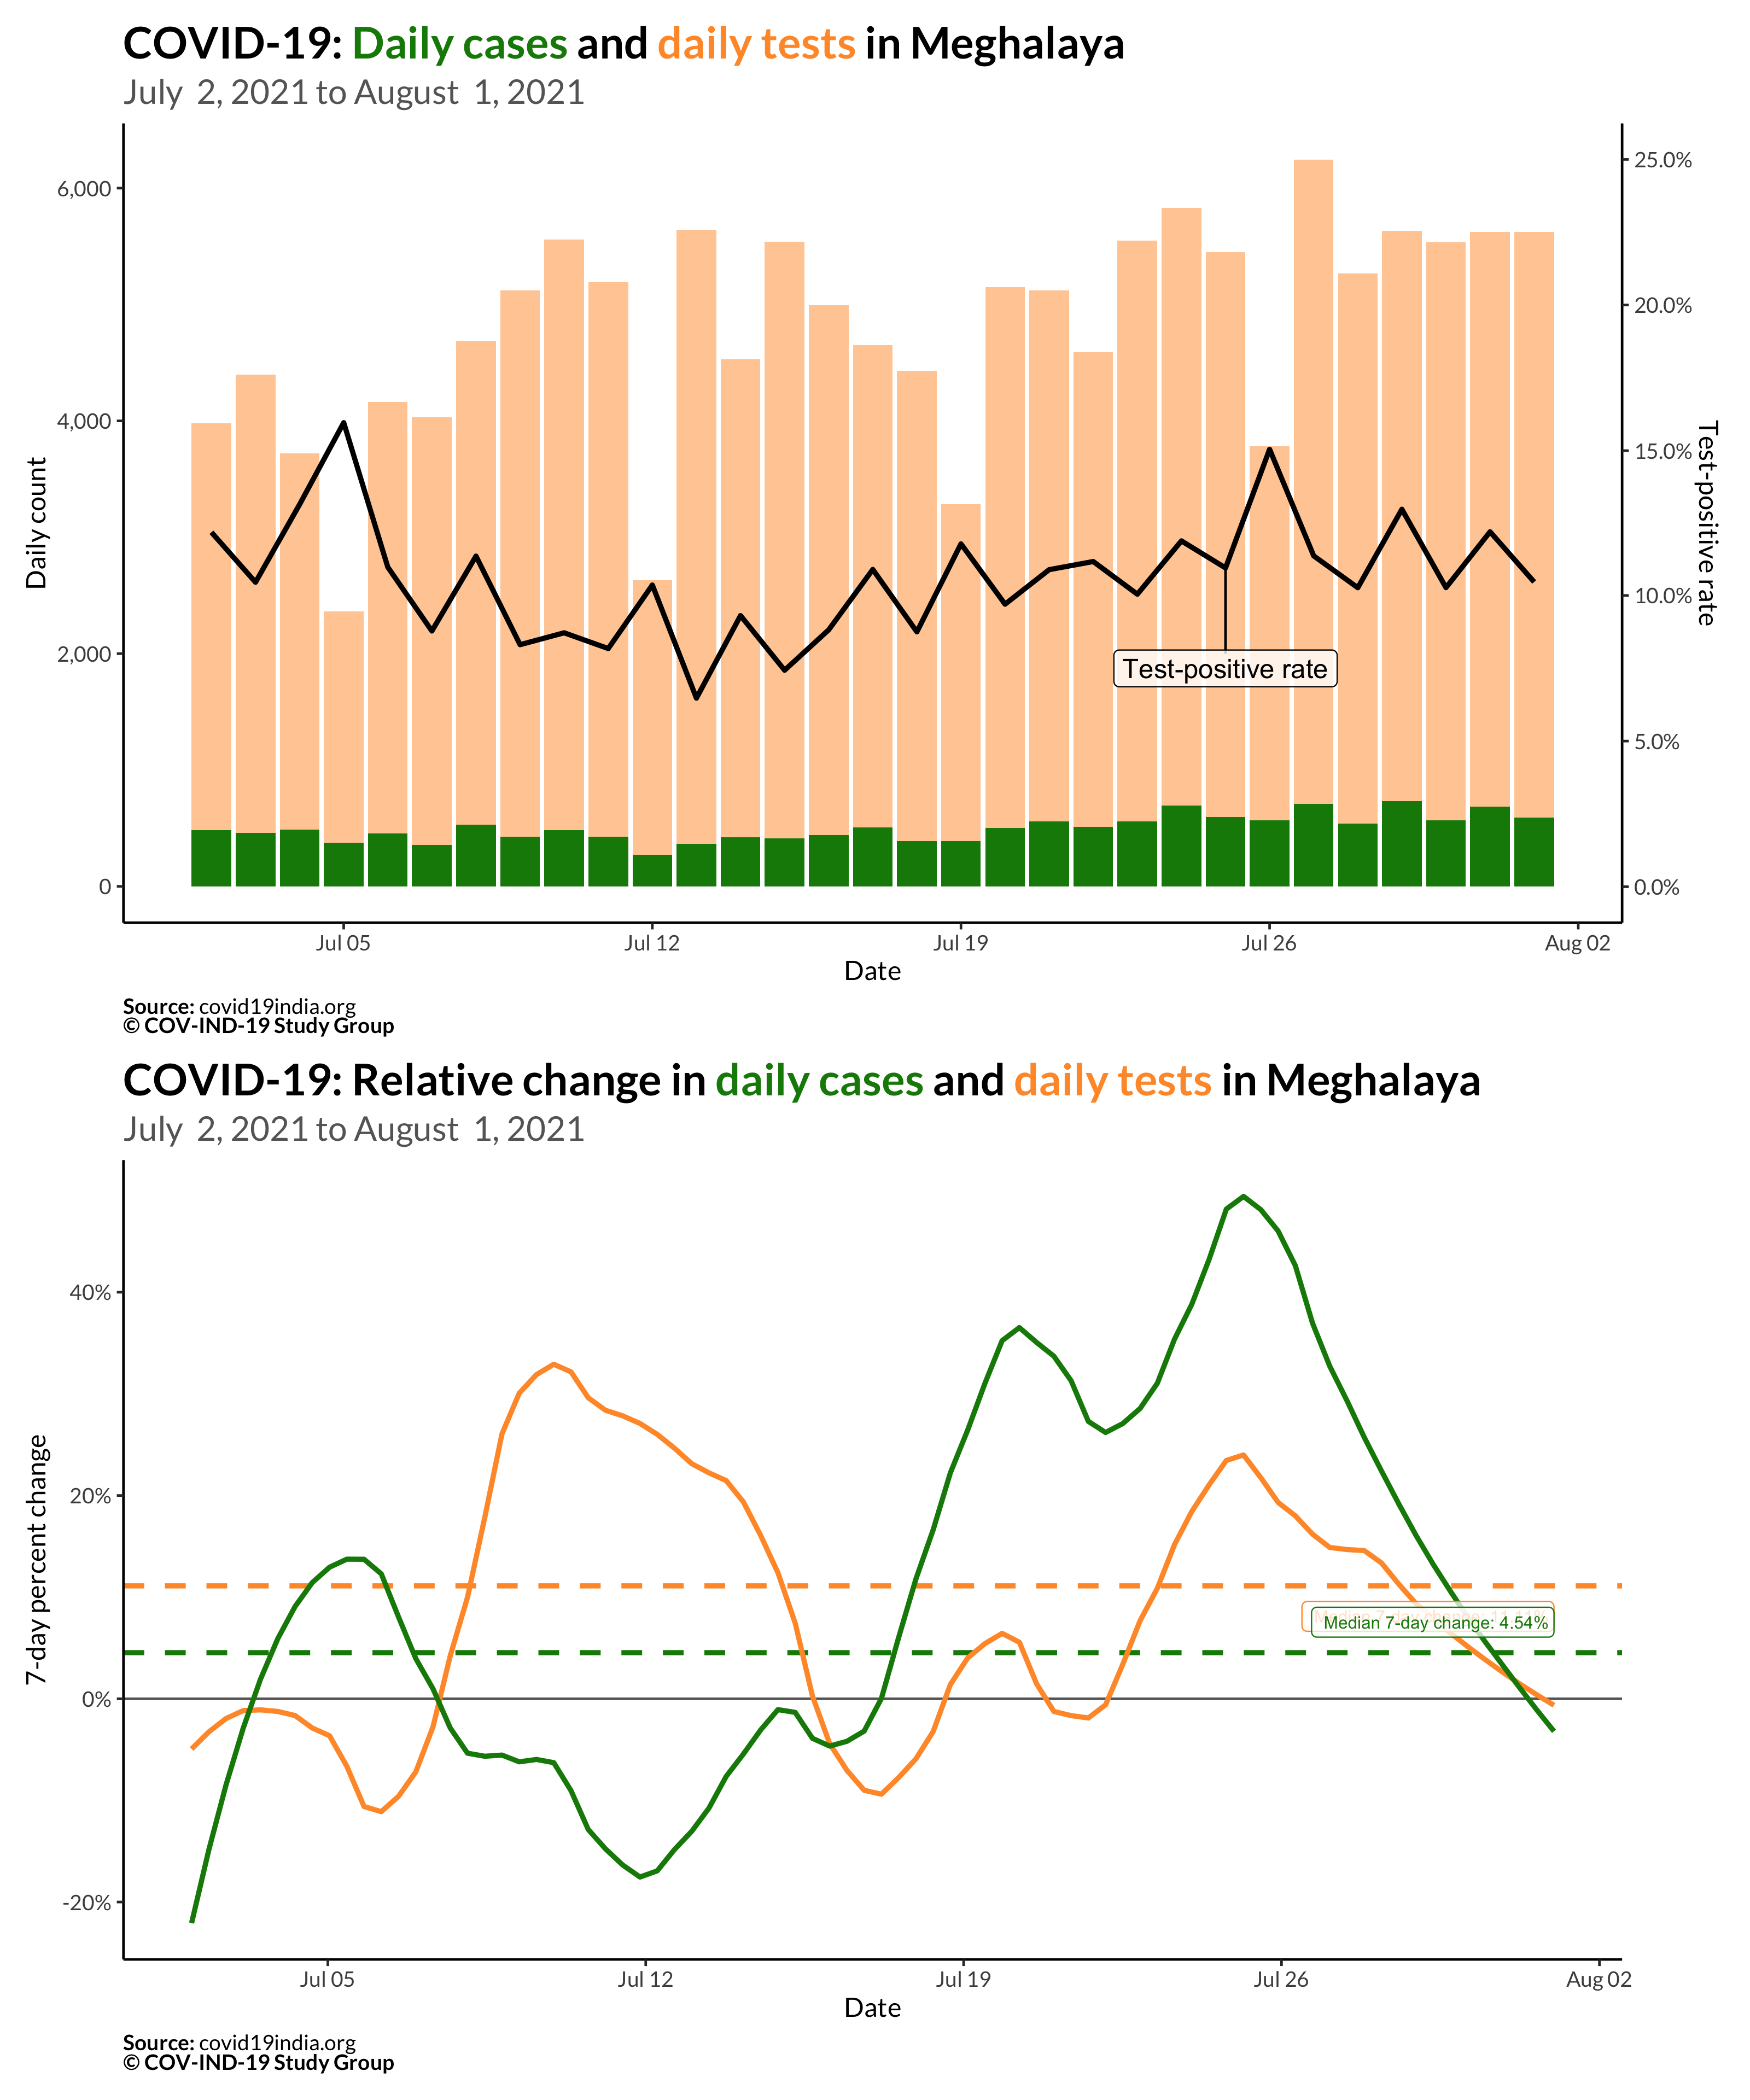 COVID-19: Daily cases and daily tests in Meghalaya
July 2, 2021 to August 1, 2021
6,000
4,000
2,000
0
Daily count
25.0%
20.0%
15.0%
10.0%
5.0%
0.0%
Test-positive rate
Test-positive rate
Jul 05
Jul 12
Jul 19
Jul 26
Aug 02
Date
Source: covid19india.org
© COV-IND-19 Study Group
COVID-19: Relative change in daily cases and daily tests in Meghalaya
July 2, 2021 to August 1, 2021
40%
20%
0%
-20%
7-day percent change
Median 7-day change:
Median 7-day change: 4.54%
Jul 05
Jul 12
Jul 19
Jul 26
Aug 02
Date
Source: covid19india.org
© COV-IND-19 Study Group